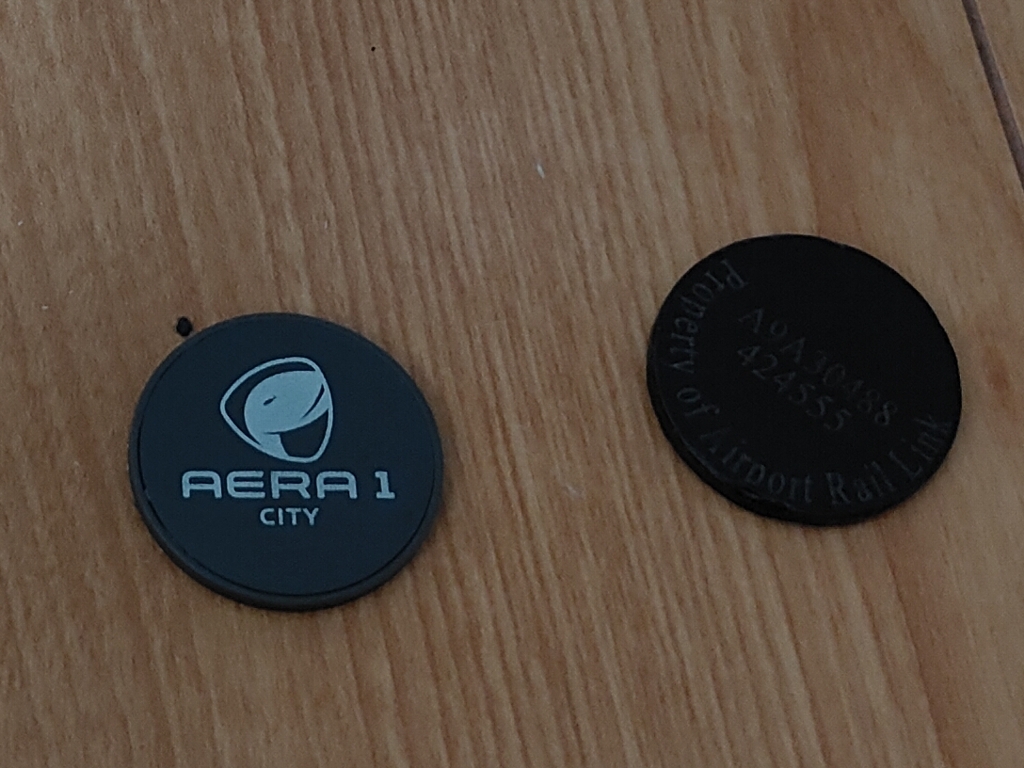 AERA 1
CITY
Property of Airport Rail Link
A9A30488
424555